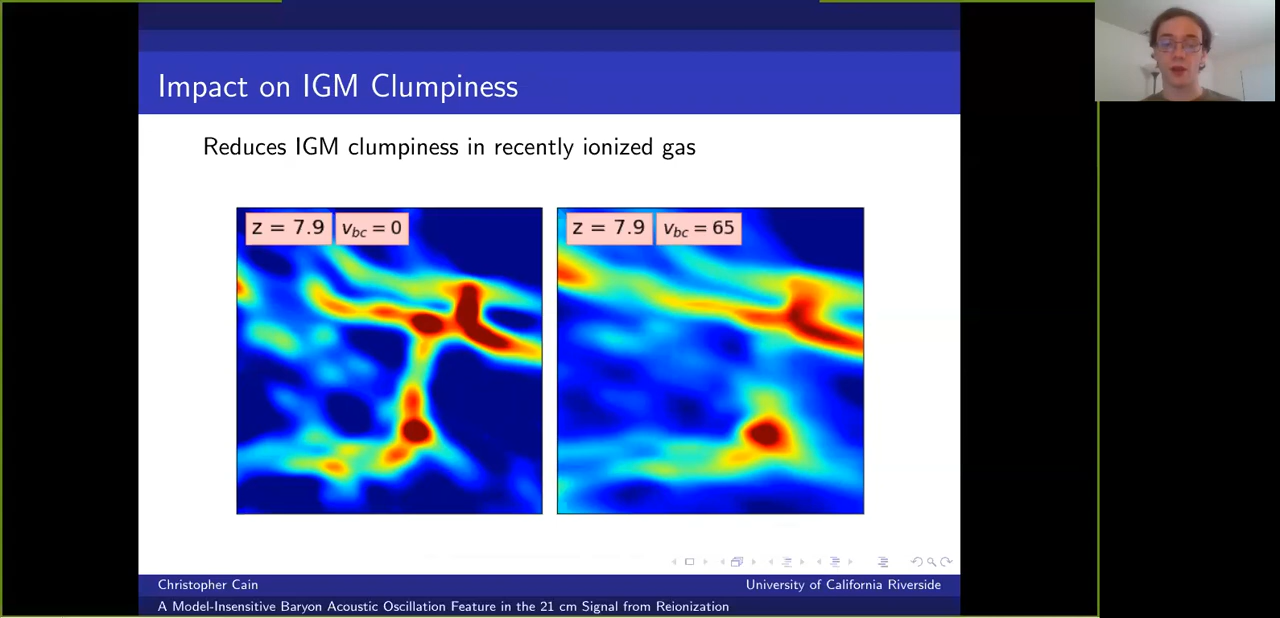 Impact on IGM Clumpiness
Reduces IGM clumpiness in recently ionized gas
z = 7.9 v_bc = 0
z = 7.9 v_bc = 65
Christopher Cain
University of California Riverside
A Model-Insensitive Baryon Acoustic Oscillation Feature in the 21 cm Signal from Reionization